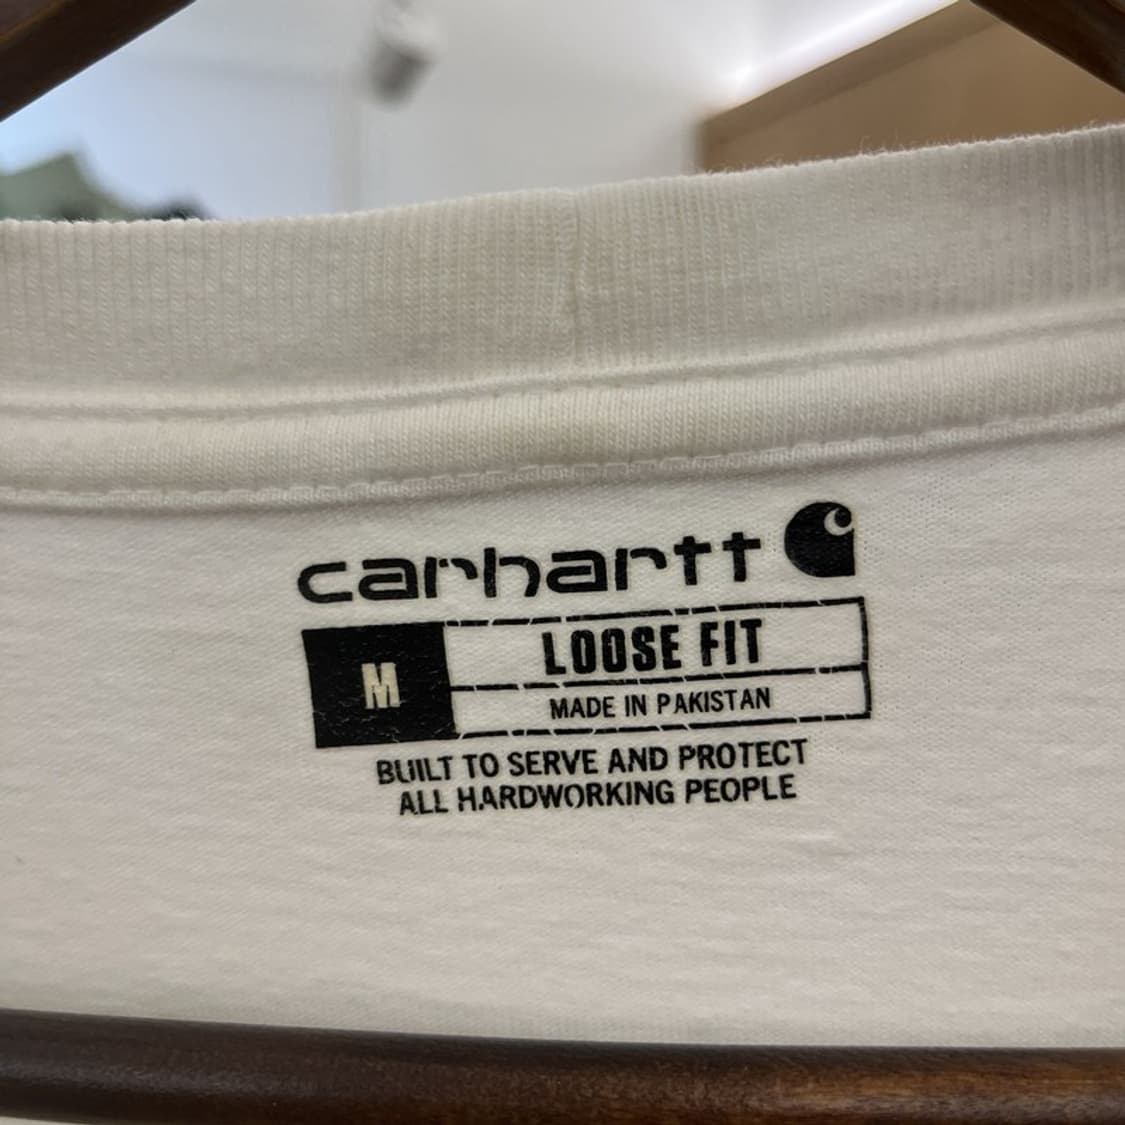 carhartt
M
LOOSE FIT
MADE IN PAKISTAN
BUILT TO SERVE AND PROTECT
ALL HARDWORKING PEOPLE